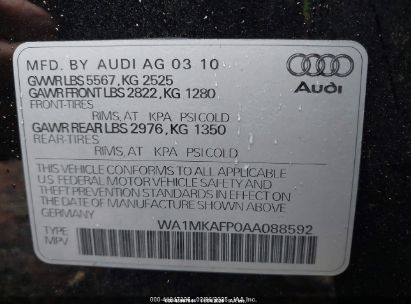 MFD. BY AUDI AG 03 10
GVWR LBS 5567, KG 2525
GAWR FRONT LBS 2822, KG 1280
FRONT-TIRES
RIMS, AT KPA PSI COLD
GAWR REAR LBS 2976, KG 1350
REAR-TIRES
RIMS, AT KPA PSI COLD
Audi
THIS VEHICLE CONFORMS TO ALL APPLICABLE
U.S. FEDERAL MOTOR VEHICLE SAFETY AND
THEFT PREVENTION STANDARDS IN EFFECT ON
THE DATE OF MANUFACTURE SHOWN ABOVE.
GERMANY
WA1MKAFP0AA088592
TYPE
MPV